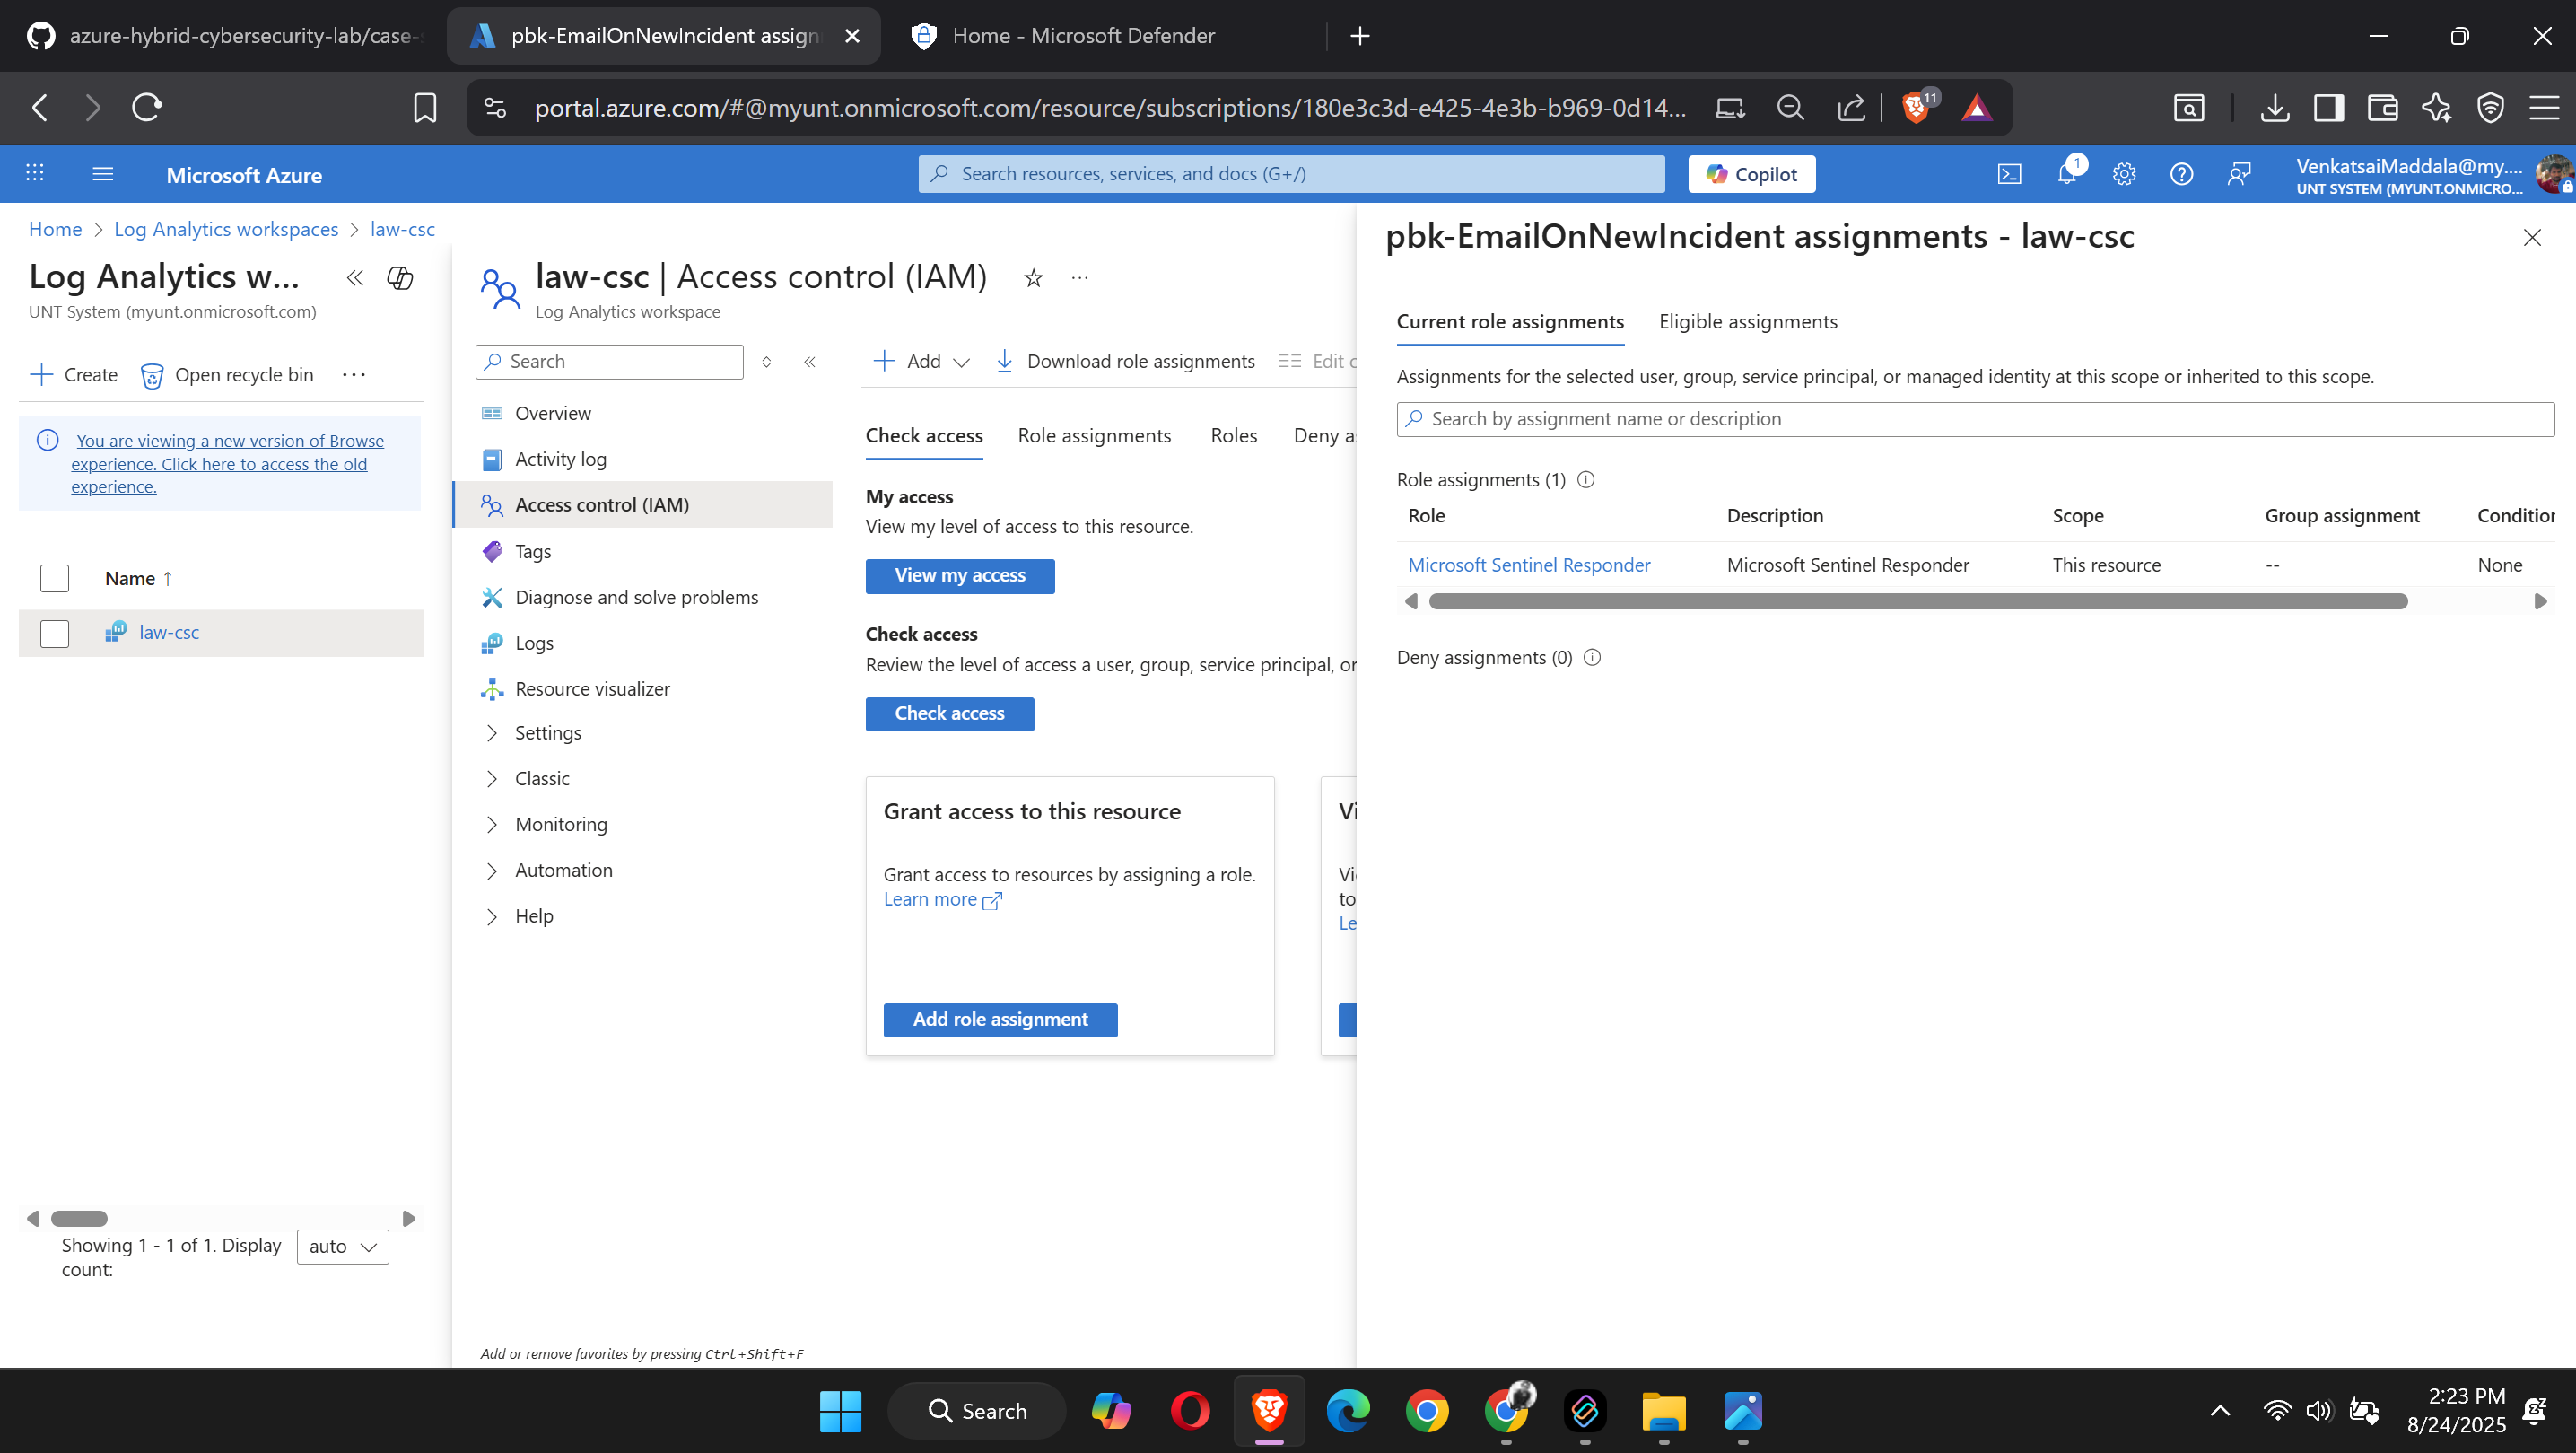 azure-hybrid-cybersecurity-lab/case-
pbk-EmailOnNewIncident assign
Home - Microsoft Defender
portal.azure.com/#@myunt.onmicrosoft.com/resource/subscriptions/180e3c3d-e425-4e3b-b969-0d14...
11
Microsoft Azure
Search resources, services, and docs (G+/)
Copilot
1
VenkatsaiMaddala@my....
UNT SYSTEM (MYUNT.ONMICRO...
Home > Log Analytics workspaces > law-csc
Log Analytics w...
UNT System (myunt.onmicrosoft.com)
Create
Open recycle bin
You are viewing a new version of Browse
experience. Click here to access the old
experience.
Name ↑
law-csc
Showing 1 - 1 of 1. Display
count:
auto
law-csc | Access control (IAM)
Log Analytics workspace
Search
Overview
Activity log
Access control (IAM)
Tags
Diagnose and solve problems
Logs
Resource visualizer
Settings
Classic
Monitoring
Automation
Help
Add or remove favorites by pressing Ctrl+Shift+F
Add
Download role assignments
Edit c
Check access
Role assignments
Roles
Deny a
My access
View my level of access to this resource.
View my access
Check access
Review the level of access a user, group, service principal, or
Check access
Grant access to this resource
Grant access to resources by assigning a role.
Learn more
Add role assignment
Vi
Vi
to
Le
pbk-EmailOnNewIncident assignments - law-csc
Current role assignments
Eligible assignments
Assignments for the selected user, group, service principal, or managed identity at this scope or inherited to this scope.
Search by assignment name or description
Role assignments (1)
Role
Description
Scope
Group assignment
Condition
Microsoft Sentinel Responder
Microsoft Sentinel Responder
This resource
--
None
Deny assignments (0)
Search
2:23 PM
8/24/2025